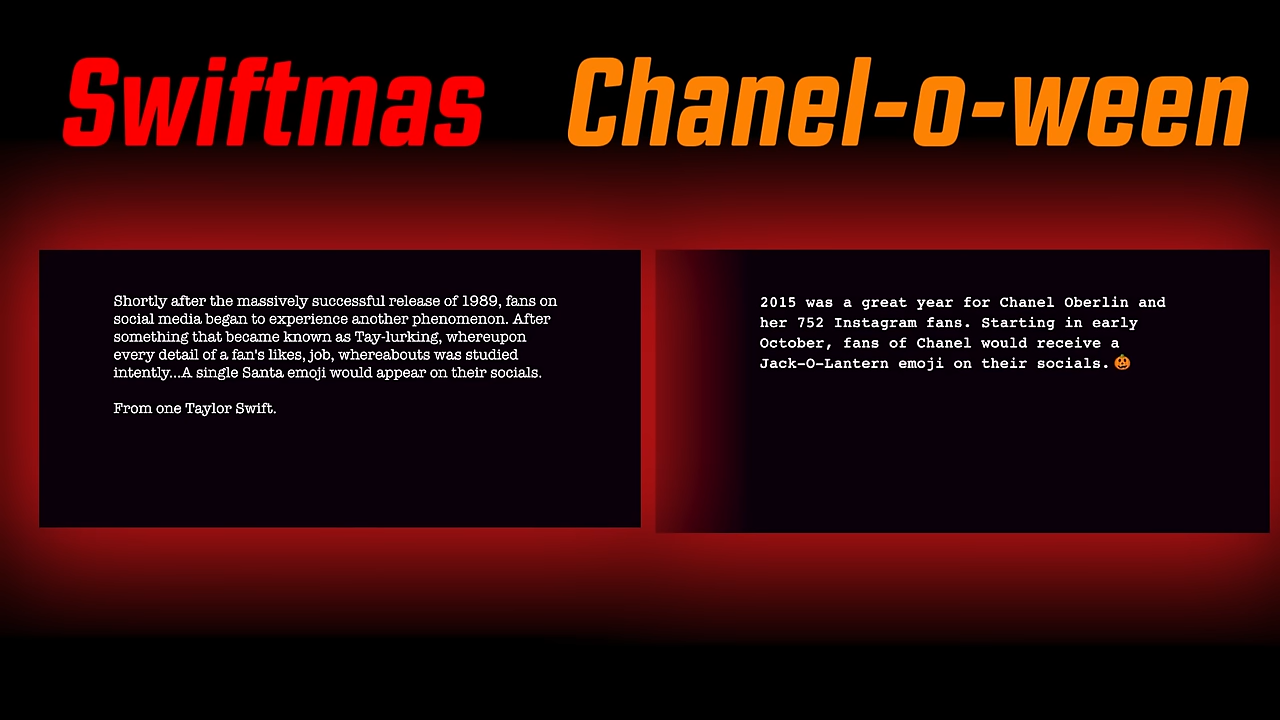 Swiftmas
Chanel-o-ween
Shortly after the massively successful release of 1989, fans on
social media began to experience another phenomenon. After
something that became known as Tay-lurking, whereupon
every detail of a fan's likes, job, whereabouts was studied
intently...A single Santa emoji would appear on their socials.
From one Taylor Swift.
2015 was a great year for Chanel Oberlin and
her 752 Instagram fans. Starting in early
October, fans of Chanel would receive a
Jack-O-Lantern emoji on their socials. 🎃